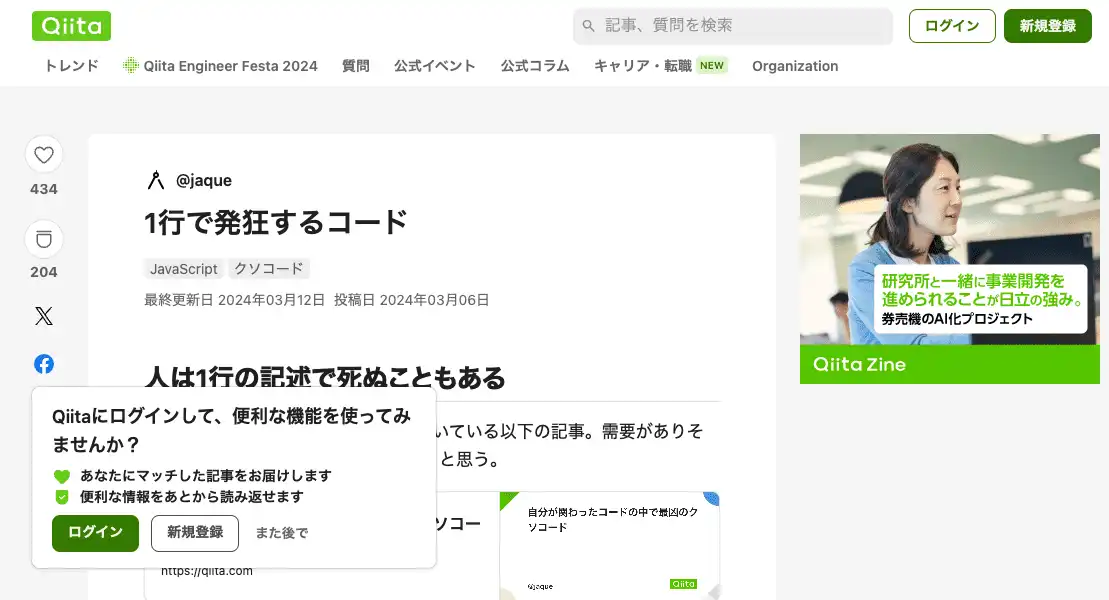 Qiita
記事、質問を検索
ログイン
新規登録
トレンド
Qiita Engineer Festa 2024
質問
公式イベント
公式コラム
キャリア・転職 NEW
Organization
434
204
@jaque
1行で発狂するコード
JavaScript クソコード
最終更新日 2024年03月12日 投稿日 2024年03月06日
人は1行の記述で死ぬこともある
いている以下の記事。需要がありそ
と思う。
ソコー
https://qiita.com
自分が関わったコードの中で最凶のク
ソコード
@jaque
Qiita
Qiitaにログインして、便利な機能を使ってみ
ませんか？
あなたにマッチした記事をお届けします
便利な情報をあとから読み返せます
ログイン
新規登録
また後で
研究所と一緒に事業開発を
進められることが日立の強み。
券売機のAI化プロジェクト
Qiita Zine